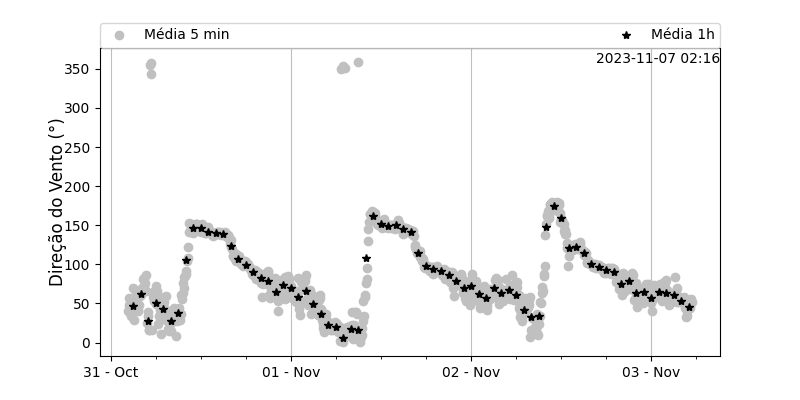 Média 5 min
Média 1h
2023-11-07 02:16
Direção do Vento (°)
350
300
250
200
150
100
50
0
31 - Oct
01 - Nov
02 - Nov
03 - Nov